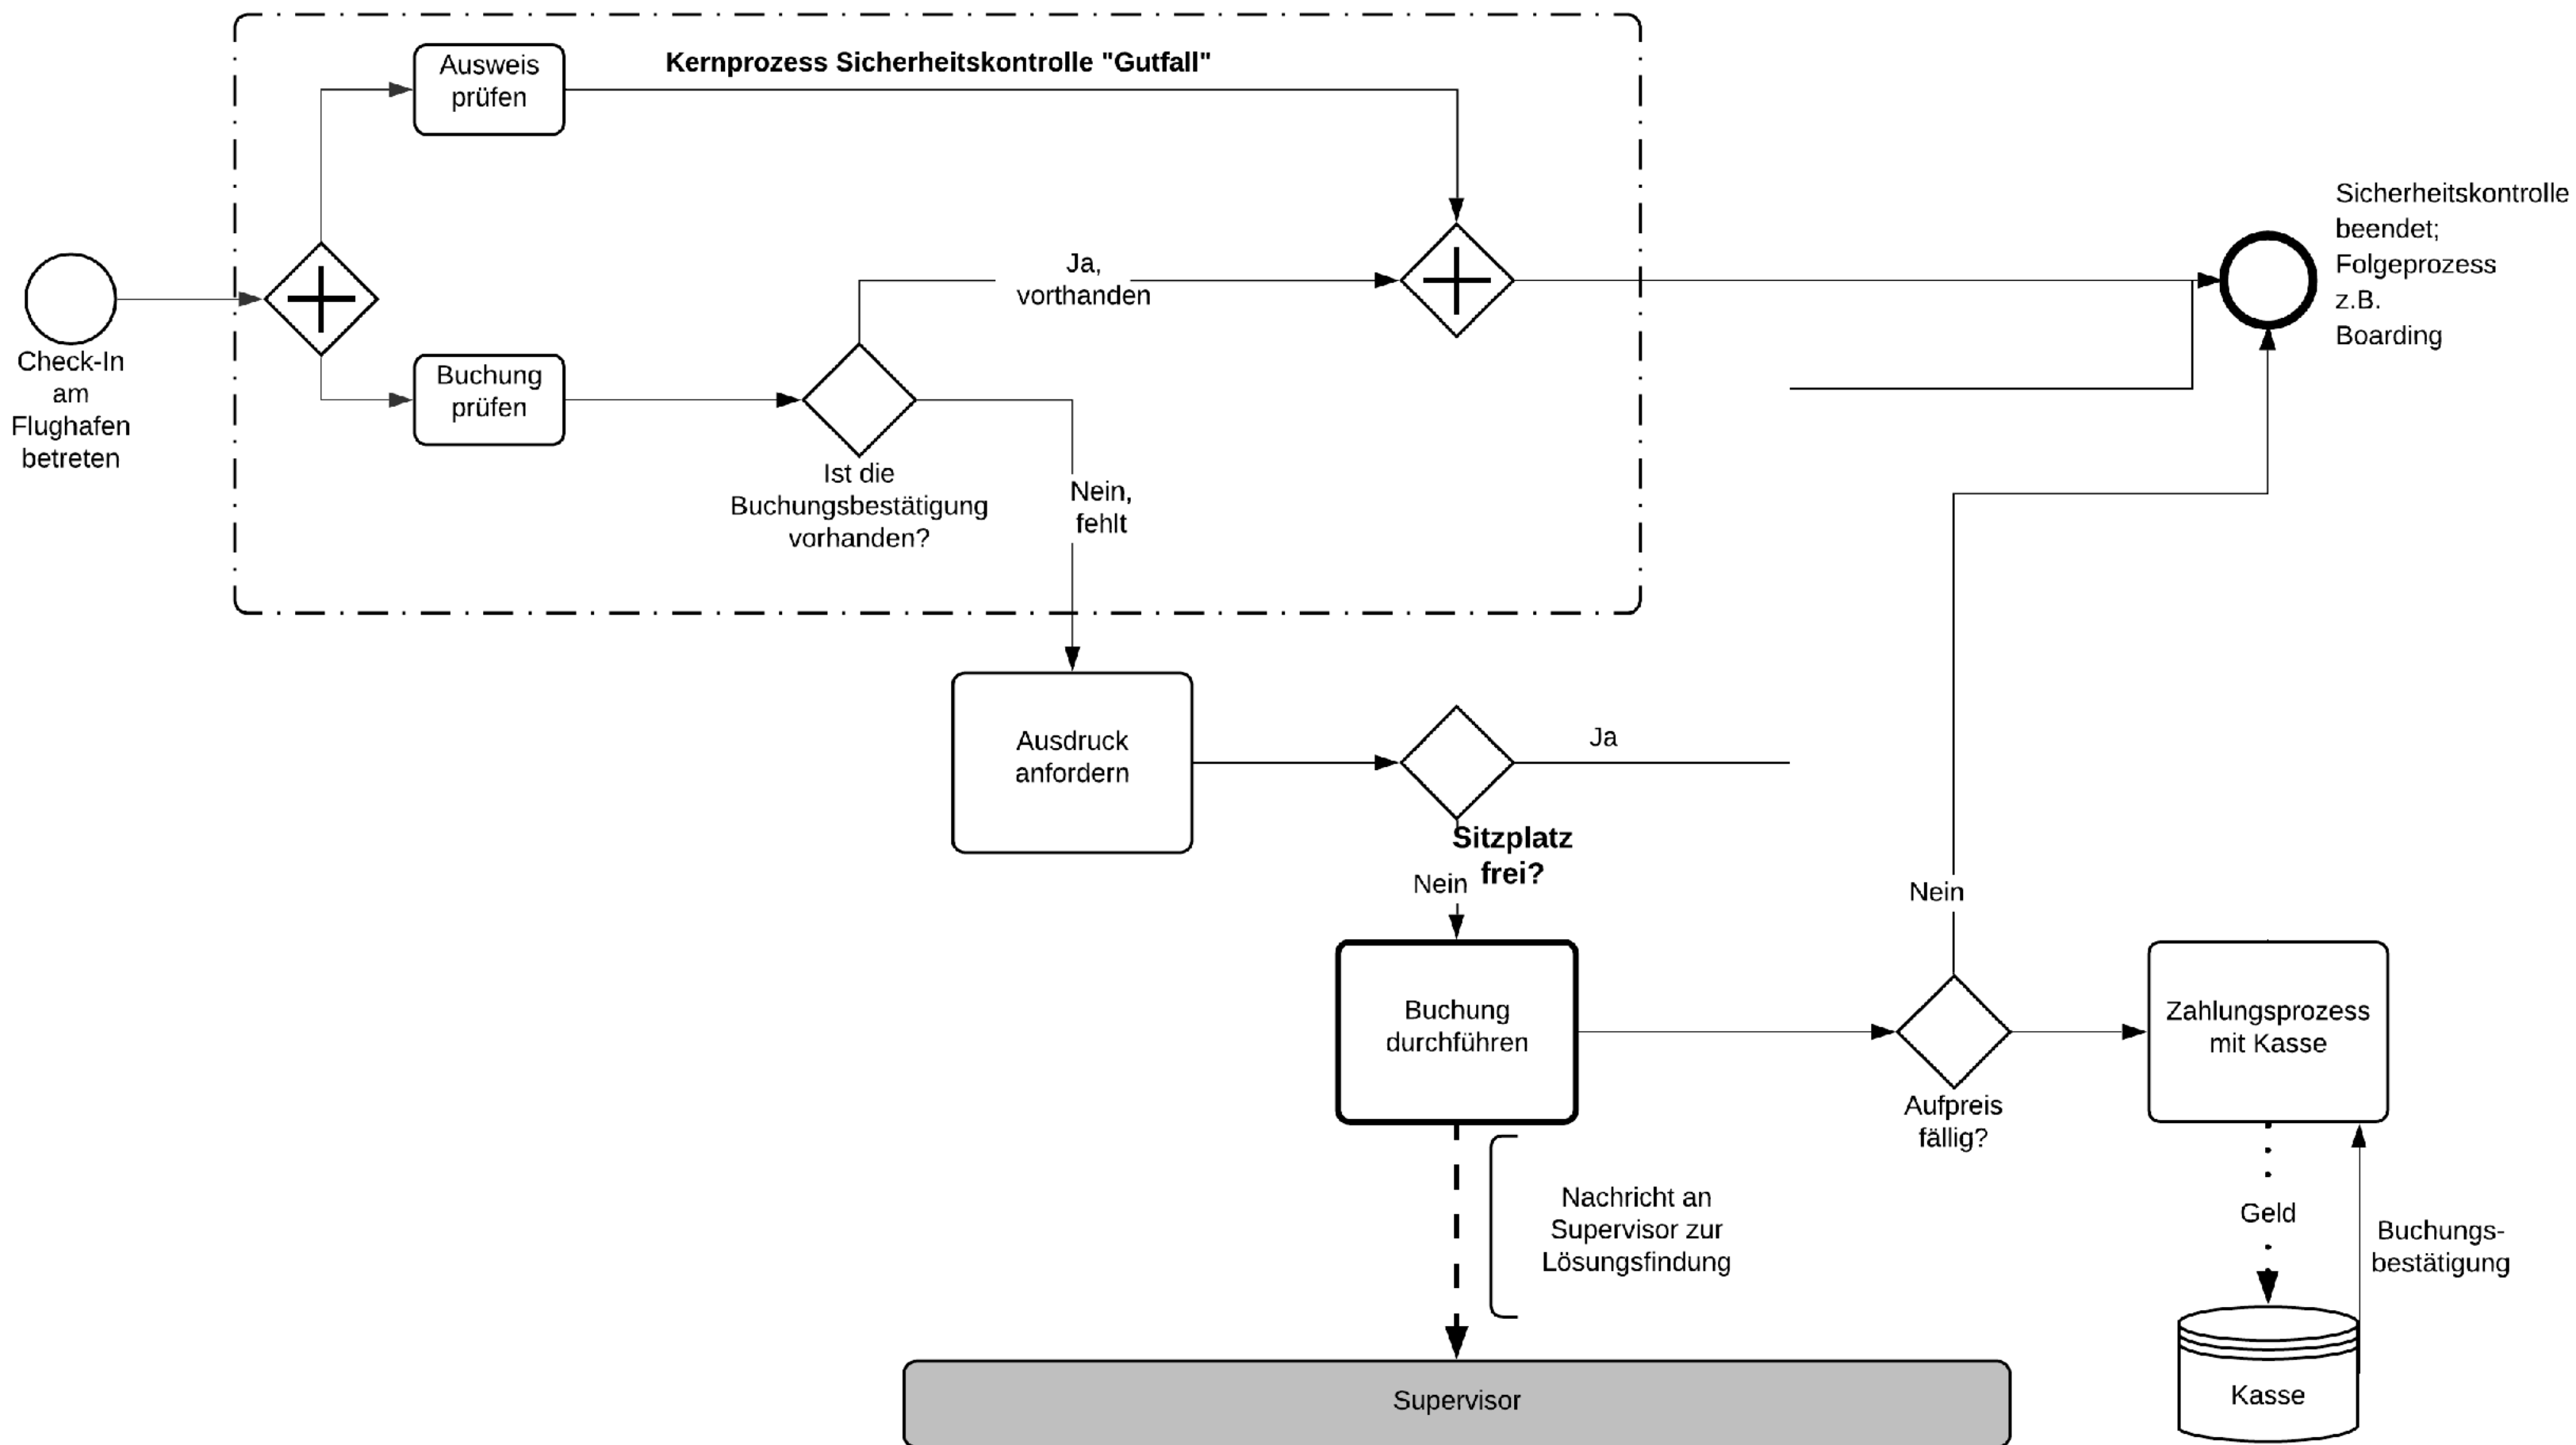 Kernprozess Sicherheitskontrolle "Gutfall"
Ausweis
prüfen
Sicherheitskontrolle
beendet;
Folgeprozess
z.B.
Boarding
Ja,
vorthanden
Check-In
am
Flughafen
betreten
Buchung
prüfen
Ist die
Buchungsbestätigung
vorhanden?
Nein,
fehlt
Ausdruck
anfordern
Ja
Sitzplatz
frei?
Nein
Nein
Buchung
durchführen
Zahlungsprozess
mit Kasse
Aufpreis
fällig?
Nachricht an
Supervisor zur
Lösungsfindung
Geld
Buchungs-
bestätigung
Supervisor
Kasse